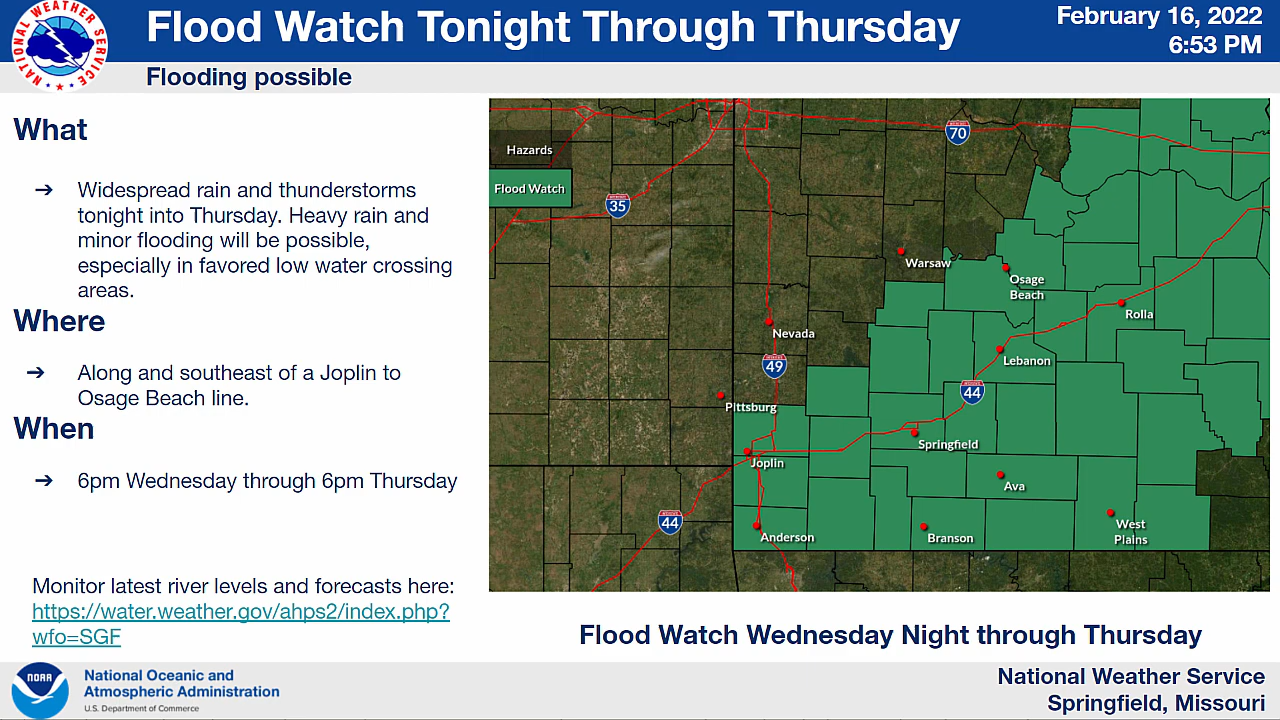 Flood Watch Tonight Through Thursday
February 16, 2022
6:53 PM
NATIONAL WEATHER SERVICE
Flooding possible
What
➔ Widespread rain and thunderstorms
tonight into Thursday. Heavy rain and
minor flooding will be possible,
especially in favored low water crossing
areas.
Where
➔ Along and southeast of a Joplin to
Osage Beach line.
When
➔ 6pm Wednesday through 6pm Thursday
Monitor latest river levels and forecasts here:
https://water.weather.gov/ahps2/index.php?
wfo=SGF
Hazards
Flood Watch
70
35
Warsaw
Osage
Beach
Rolla
Nevada
Lebanon
49
44
Pittsburg
Springfield
Joplin
Ava
44
Anderson
Branson
West
Plains
Flood Watch Wednesday Night through Thursday
NOAA
National Oceanic and
Atmospheric Administration
U.S. Department of Commerce
National Weather Service
Springfield, Missouri